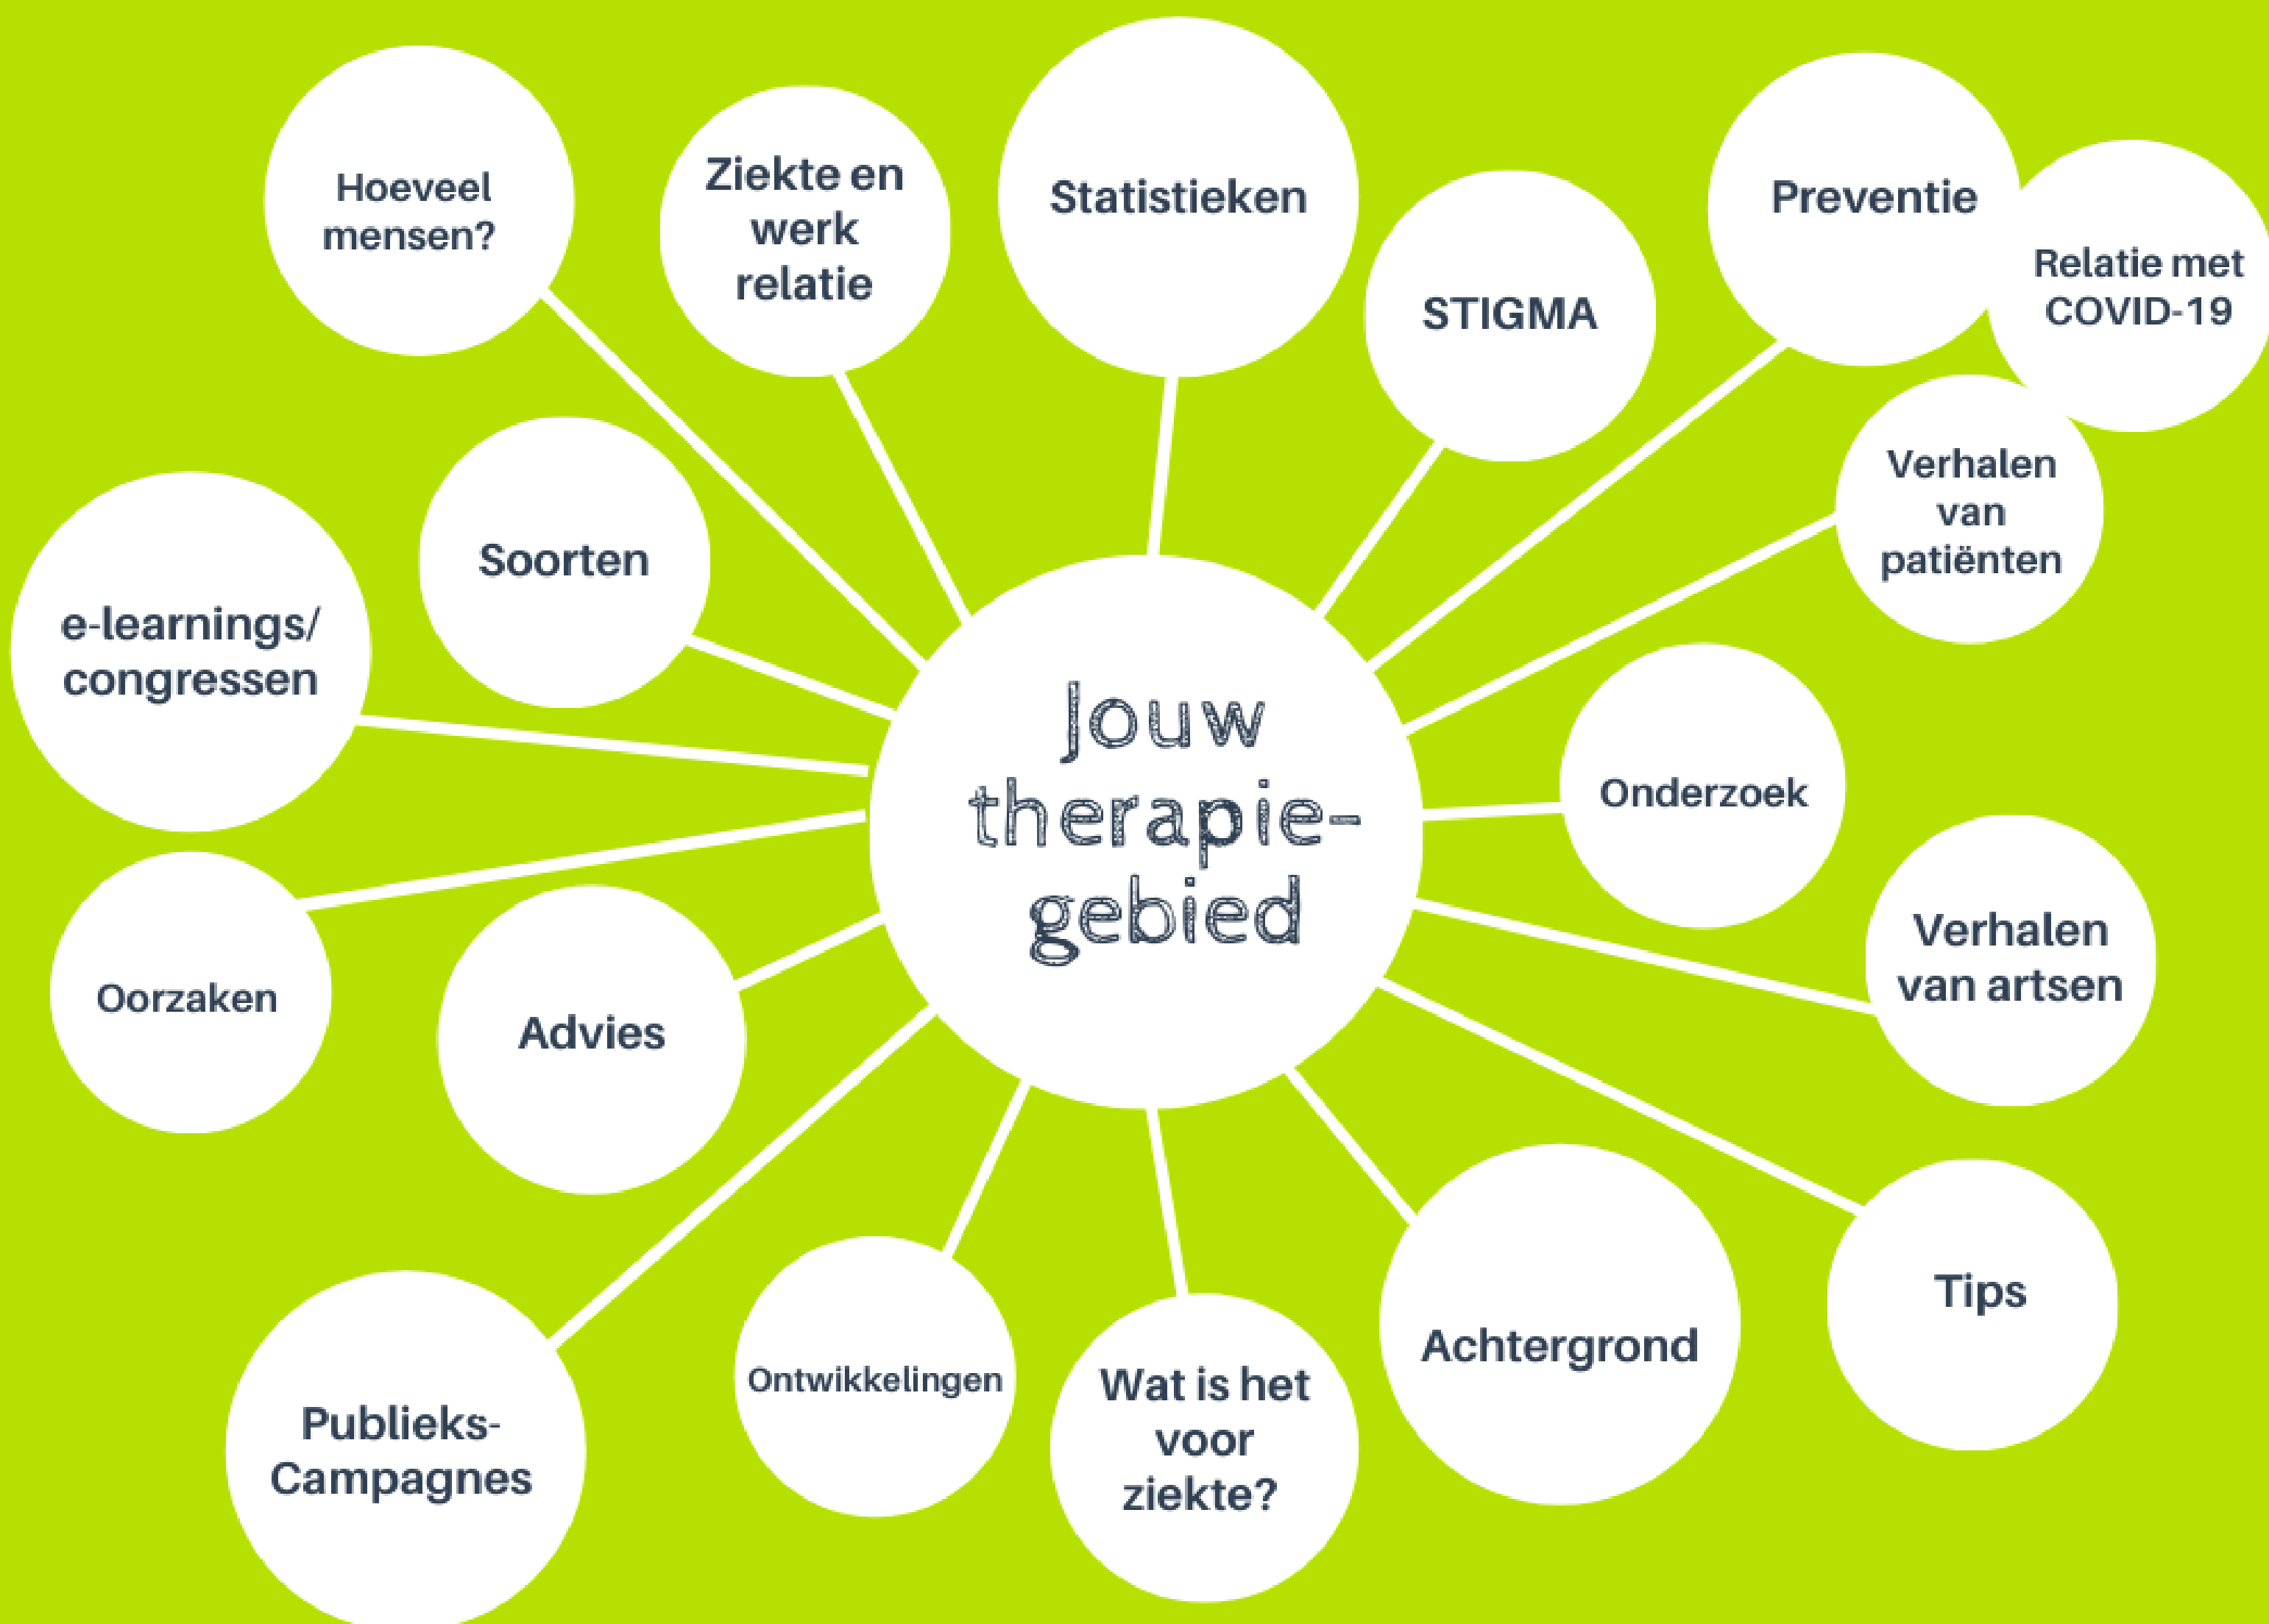 Hoeveel
mensen?
Ziekte en
werk
relatie
Statistieken
STIGMA
Preventie
Relatie met
COVID-19
Verhalen
van
patiënten
Soorten
e-learnings/
congressen
Jouw
therapie-
gebied
Onderzoek
Verhalen
van artsen
Oorzaken
Advies
Tips
Achtergrond
Ontwikkelingen
Wat is het
voor
ziekte?
Publieks-
Campagnes